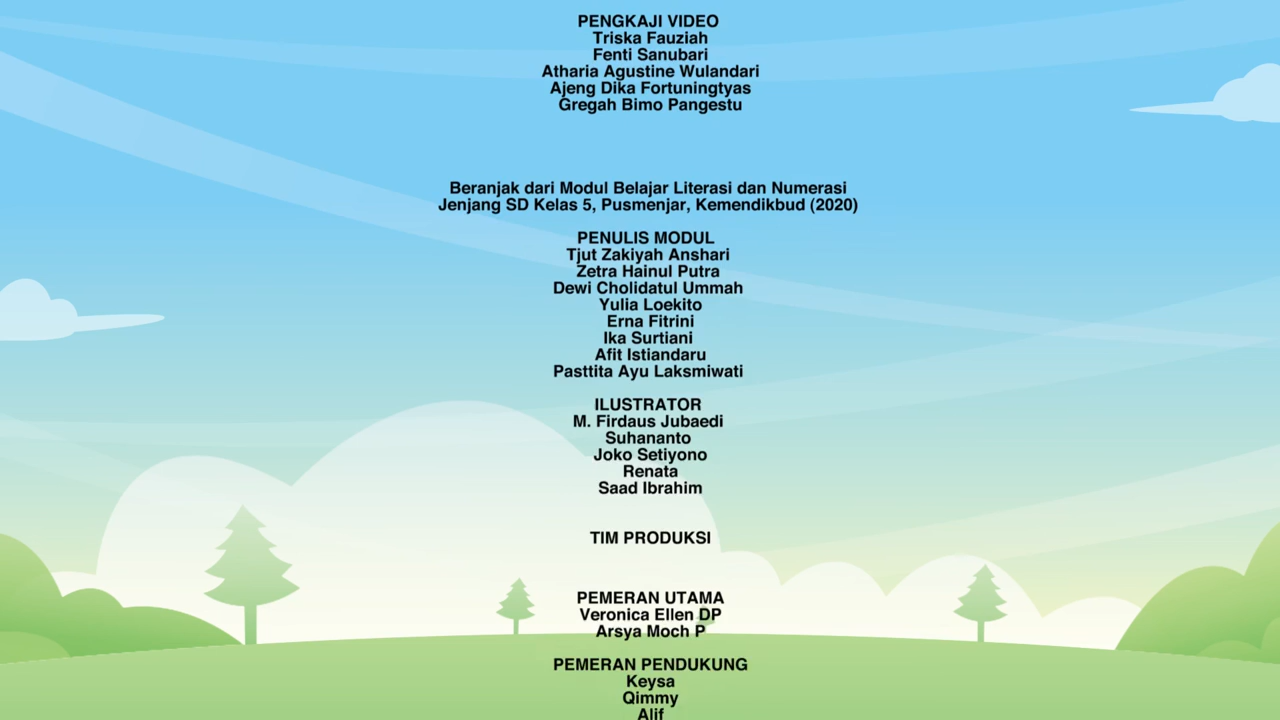 PENGKAJI VIDEO
Triska Fauziah
Fenti Sanubari
Atharia Agustine Wulandari
Ajeng Dika Fortuningtyas
Gregah Bimo Pangestu
Beranjak dari Modul Belajar Literasi dan Numerasi
Jenjang SD Kelas 5, Pusmenjar, Kemendikbud (2020)
PENULIS MODUL
Tjut Zakiyah Anshari
Zetra Hainul Putra
Dewi Cholidatul Ummah
Yulia Loekito
Erna Fitrini
Ika Surtiani
Afit Istiandaru
Pasttita Ayu Laksmiwati
ILUSTRATOR
M. Firdaus Jubaedi
Suhananto
Joko Setiyono
Renata
Saad Ibrahim
TIM PRODUKSI
PEMERAN UTAMA
Veronica Ellen DP
Arsya Moch P
PEMERAN PENDUKUNG
Keysa
Qimmy
Alif